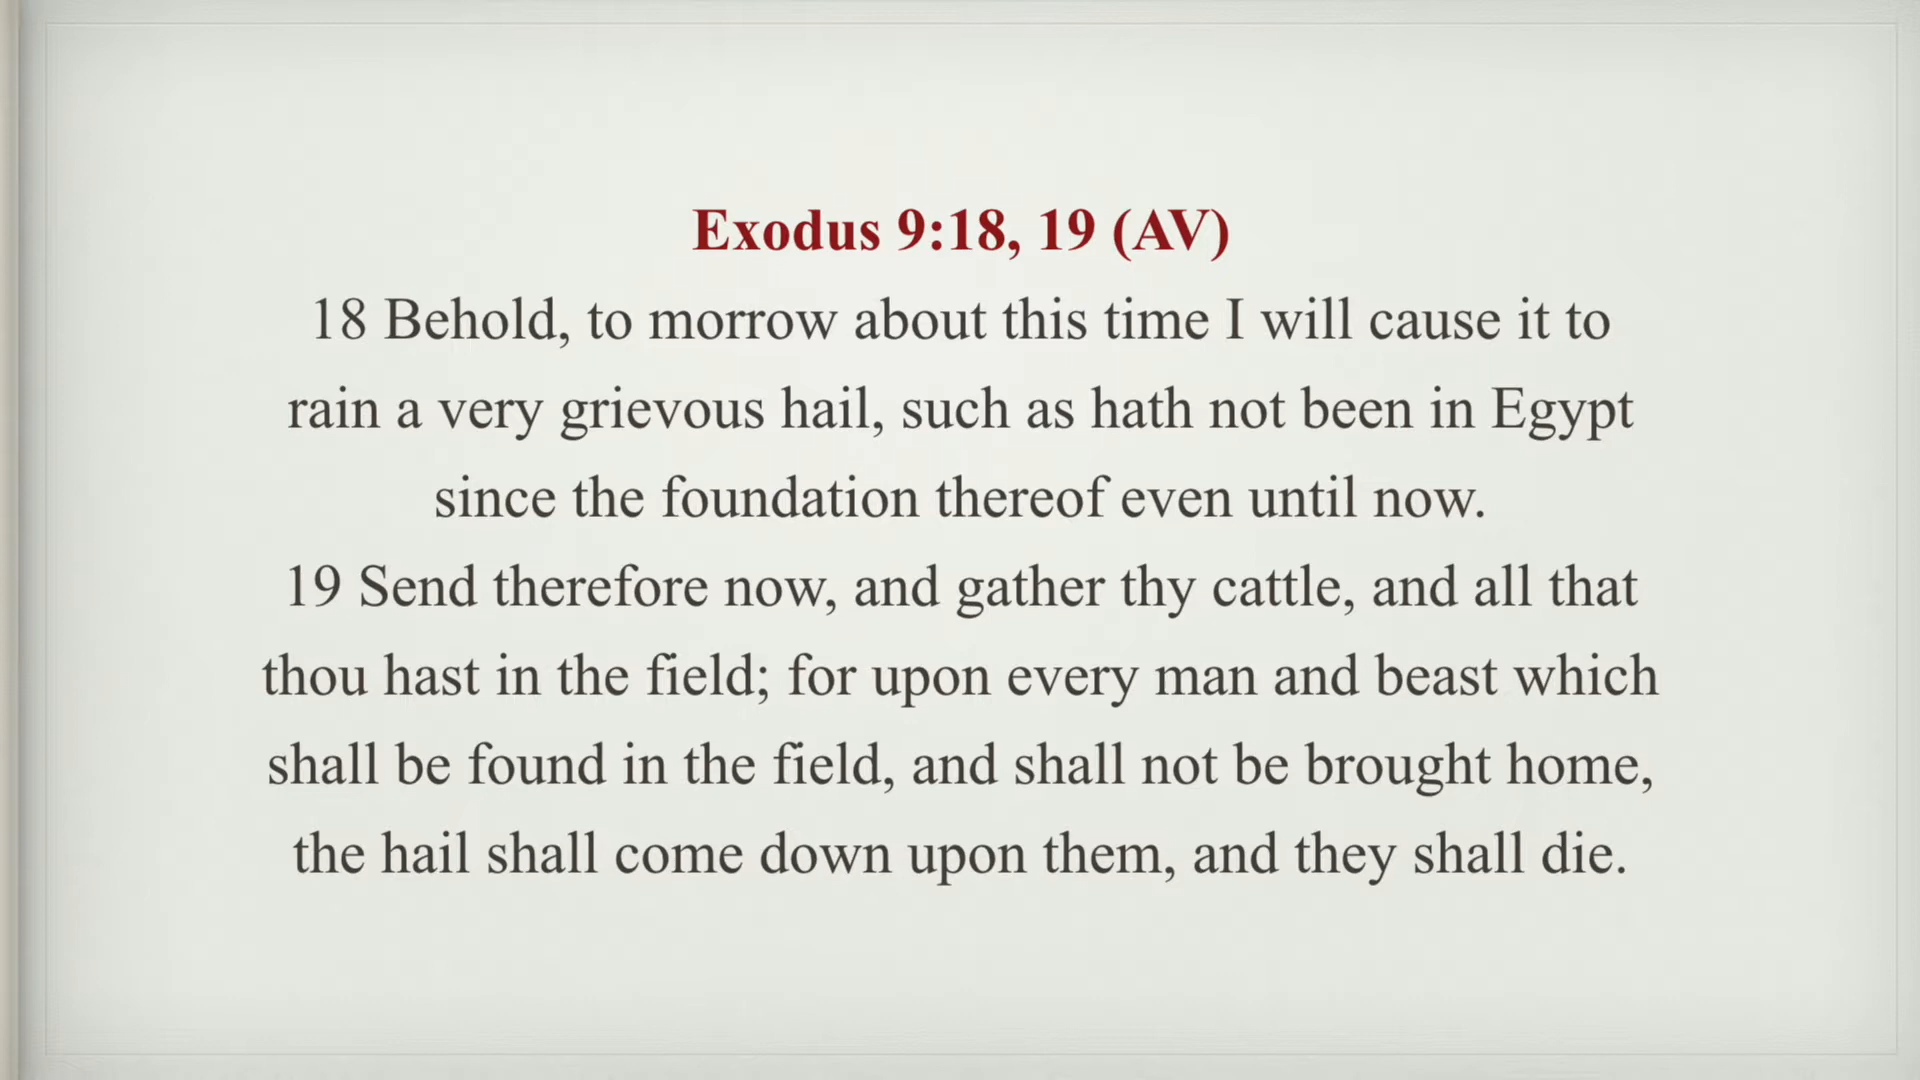 Exodus 9:18, 19 (AV)
18 Behold, to morrow about this time I will cause it to
rain a very grievous hail, such as hath not been in Egypt
since the foundation thereof even until now.
19 Send therefore now, and gather thy cattle, and all that
thou hast in the field; for upon every man and beast which
shall be found in the field, and shall not be brought home,
the hail shall come down upon them, and they shall die.